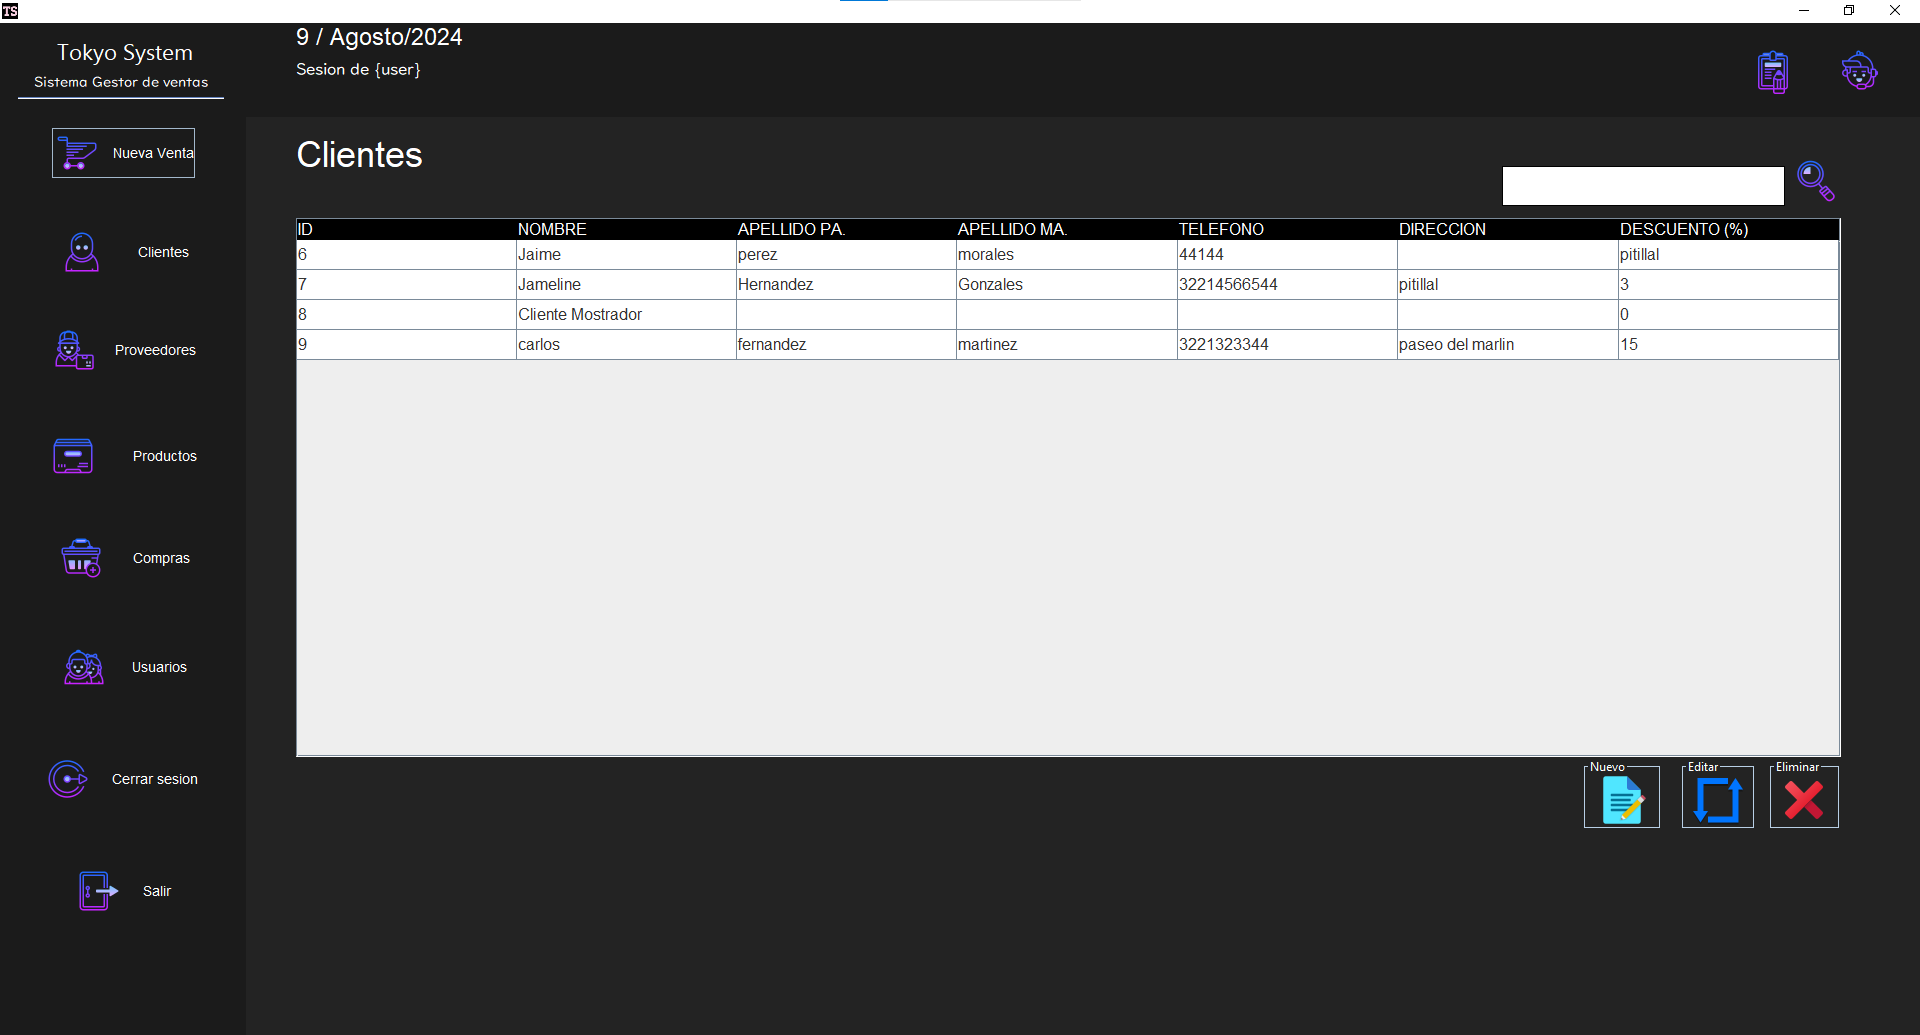 TS
Tokyo System
Sistema Gestor de ventas
9 / Agosto/2024
Sesion de {user}
Nueva Venta
Clientes
Proveedores
Productos
Compras
Usuarios
Cerrar sesion
Salir
Clientes
ID NOMBRE APELLIDO PA. APELLIDO MA. TELEFONO DIRECCION DESCUENTO (%)
6 Jaime perez morales 44144 pitillal
7 Jameline Hernandez Gonzales 32214566544 pitillal 3
8 Cliente Mostrador 0
9 carlos fernandez martinez 3221323344 paseo del marlin 15
Nuevo Editar Eliminar